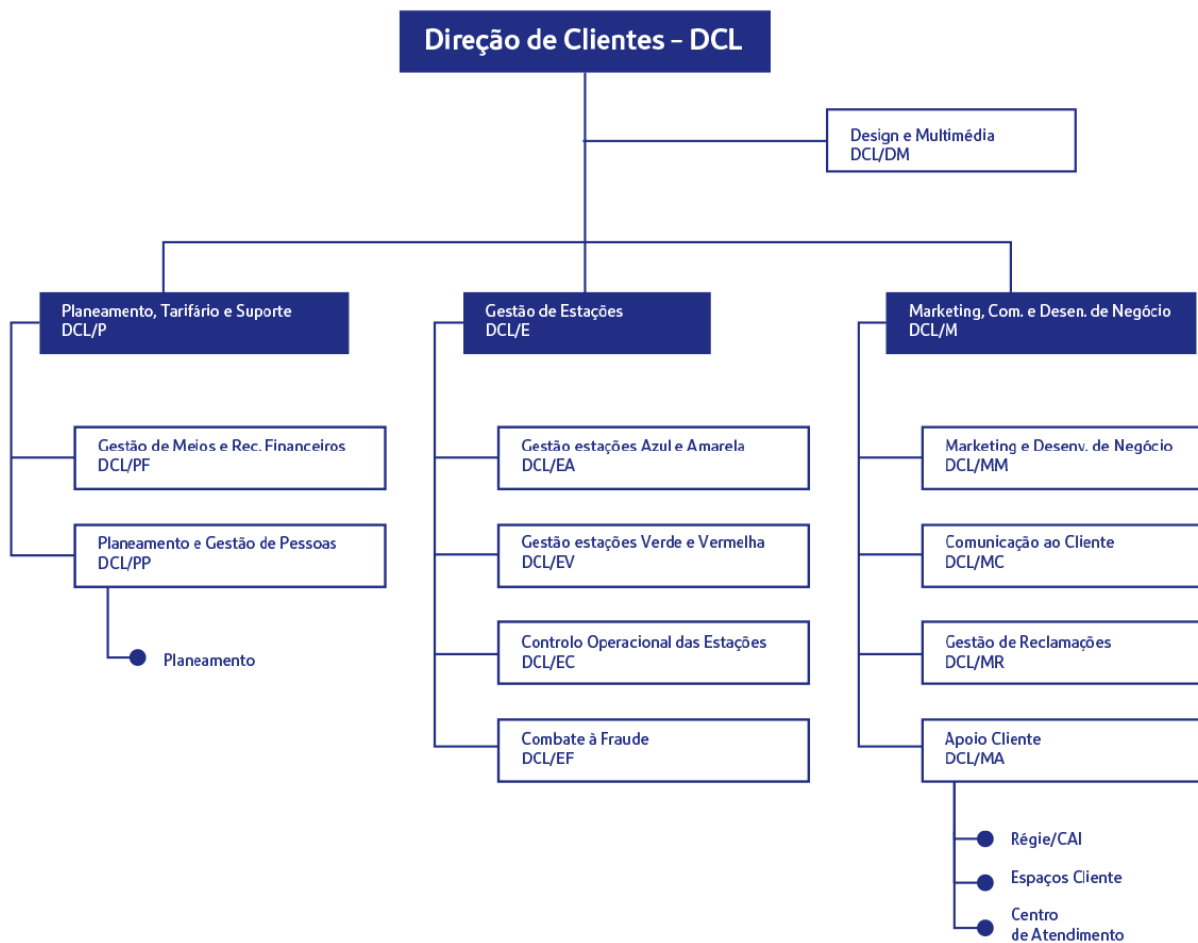 Direção de Clientes – DCL
Design e Multimédia
DCL/DM
Planeamento, Tarifário e Suporte
DCL/P
Gestão de Meios e Rec. Financeiros
DCL/PF
Planeamento e Gestão de Pessoas
DCL/PP
Planeamento
Gestão de Estações
DCL/E
Gestão estações Azul e Amarela
DCL/EA
Gestão estações Verde e Vermelha
DCL/EV
Controlo Operacional das Estações
DCL/EC
Combate à Fraude
DCL/EF
Marketing, Com. e Desen. de Negócio
DCL/M
Marketing e Desenv. de Negócio
DCL/MM
Comunicação ao Cliente
DCL/MC
Gestão de Reclamações
DCL/MR
Apoio Cliente
DCL/MA
Régie/CAI
Espaços Cliente
Centro
de Atendimento